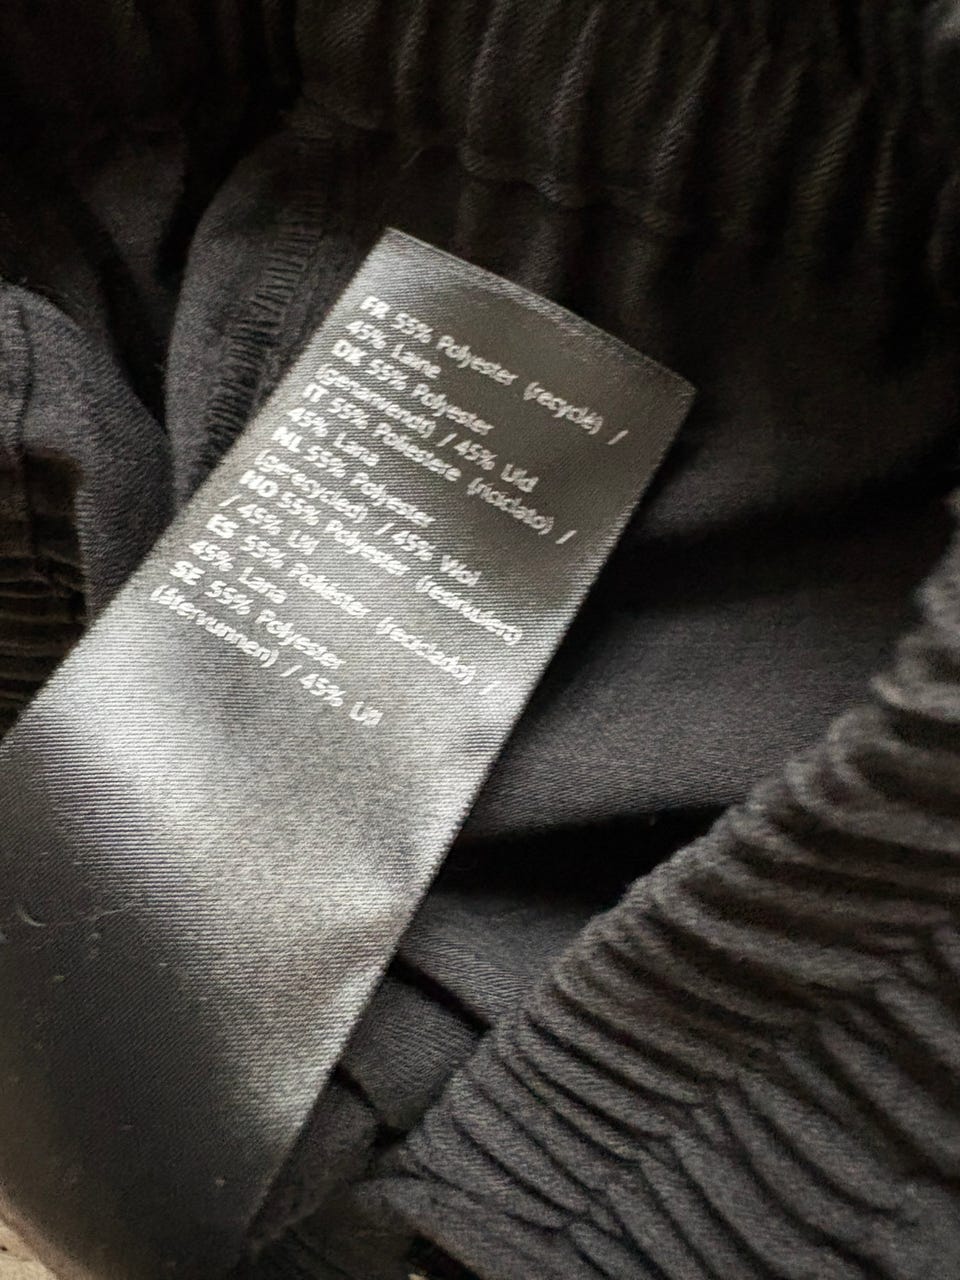 FR 55% Polyester (recyclé) /
45% Laine
DK 55% Polyester
(genanvendt) / 45% Uld
IT 55% Poliestere (riciclato) /
45% Lana
NL 55% Polyester
(gerecycled) / 45% Wol
NO 55% Polyester (resirkulert)
/ 45% Ull
ES 55% Poliester (reciclado) /
45% Lana
SE 55% Polyester
(återvunnen) / 45% Ull